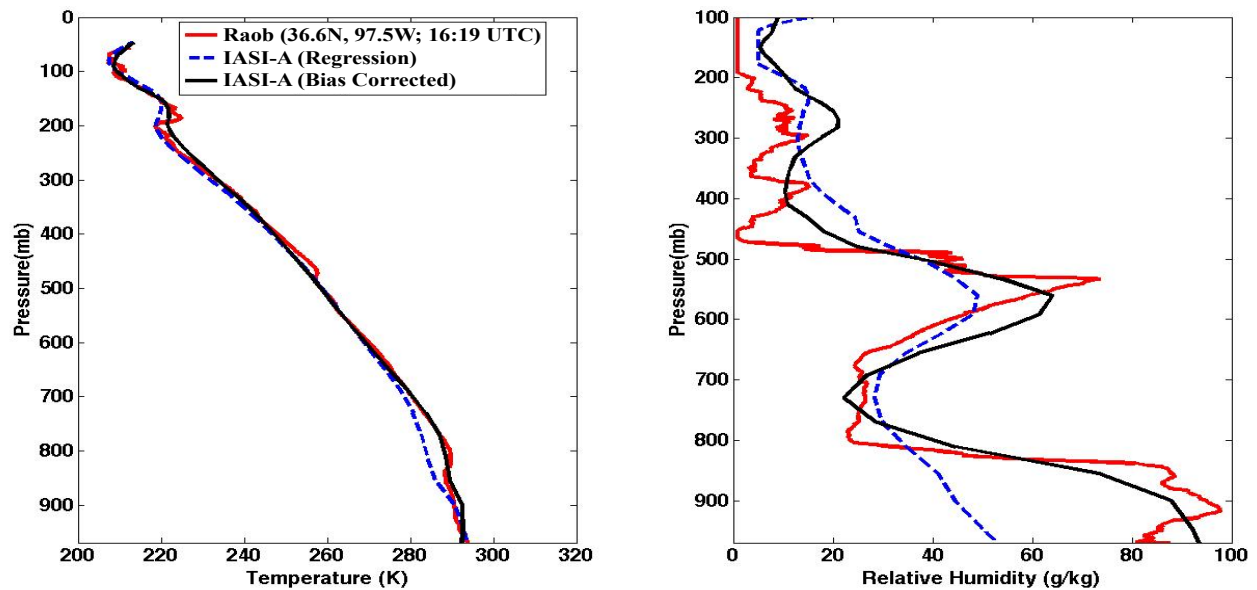 Raob (36.6N, 97.5W; 16:19 UTC)
IASI-A (Regression)
IASI-A (Bias Corrected)
0
100
200
300
400
500
600
700
800
900
Pressure(mb)
200 220 240 260 280 300 320
Temperature (K)
100
200
300
400
500
600
700
800
900
Pressure(mb)
0 20 40 60 80 100
Relative Humidity (g/kg)